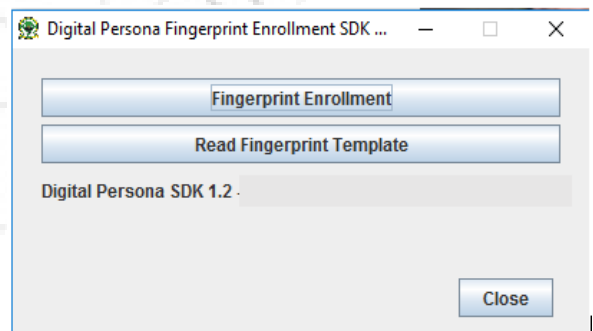 Digital Persona Fingerprint Enrollment SDK ...
Fingerprint Enrollment
Read Fingerprint Template
Digital Persona SDK 1.2 -
Close